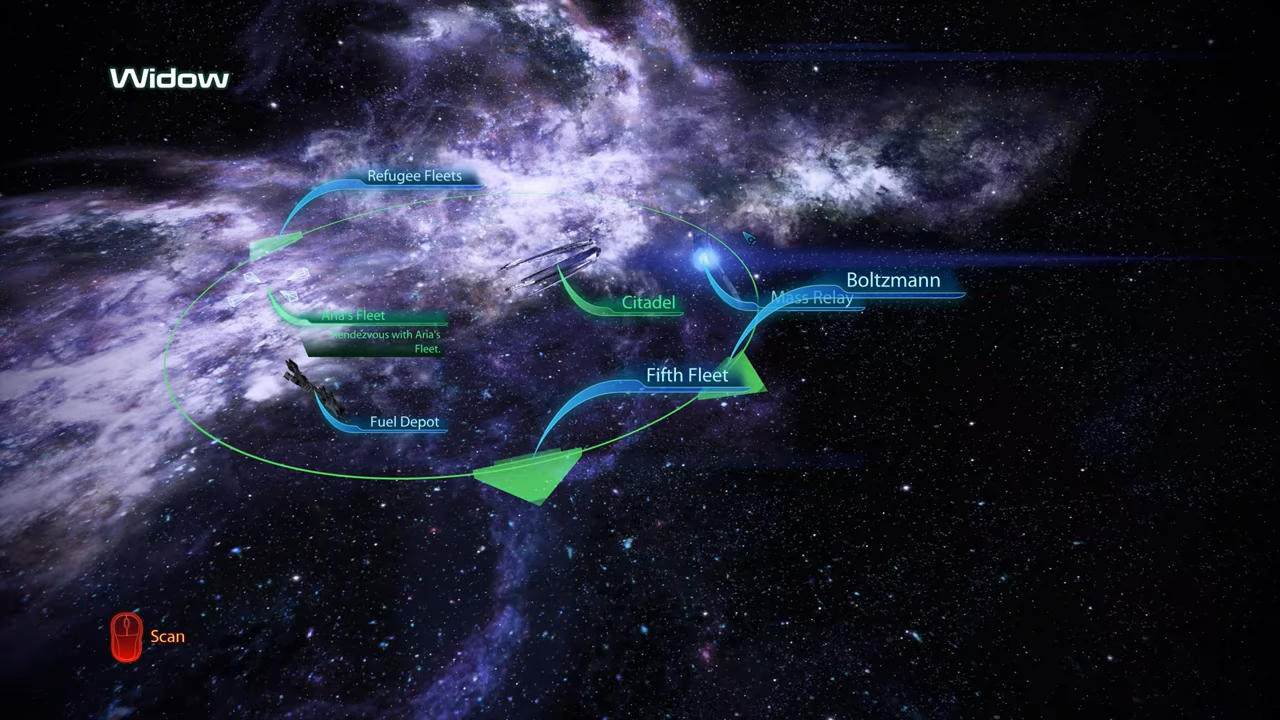 Widow
Refugee Fleets
Boltzmann
Mass Relay
Citadel
Aria's Fleet
Rendezvous with Aria's
Fleet.
Fifth Fleet
Fuel Depot
Scan